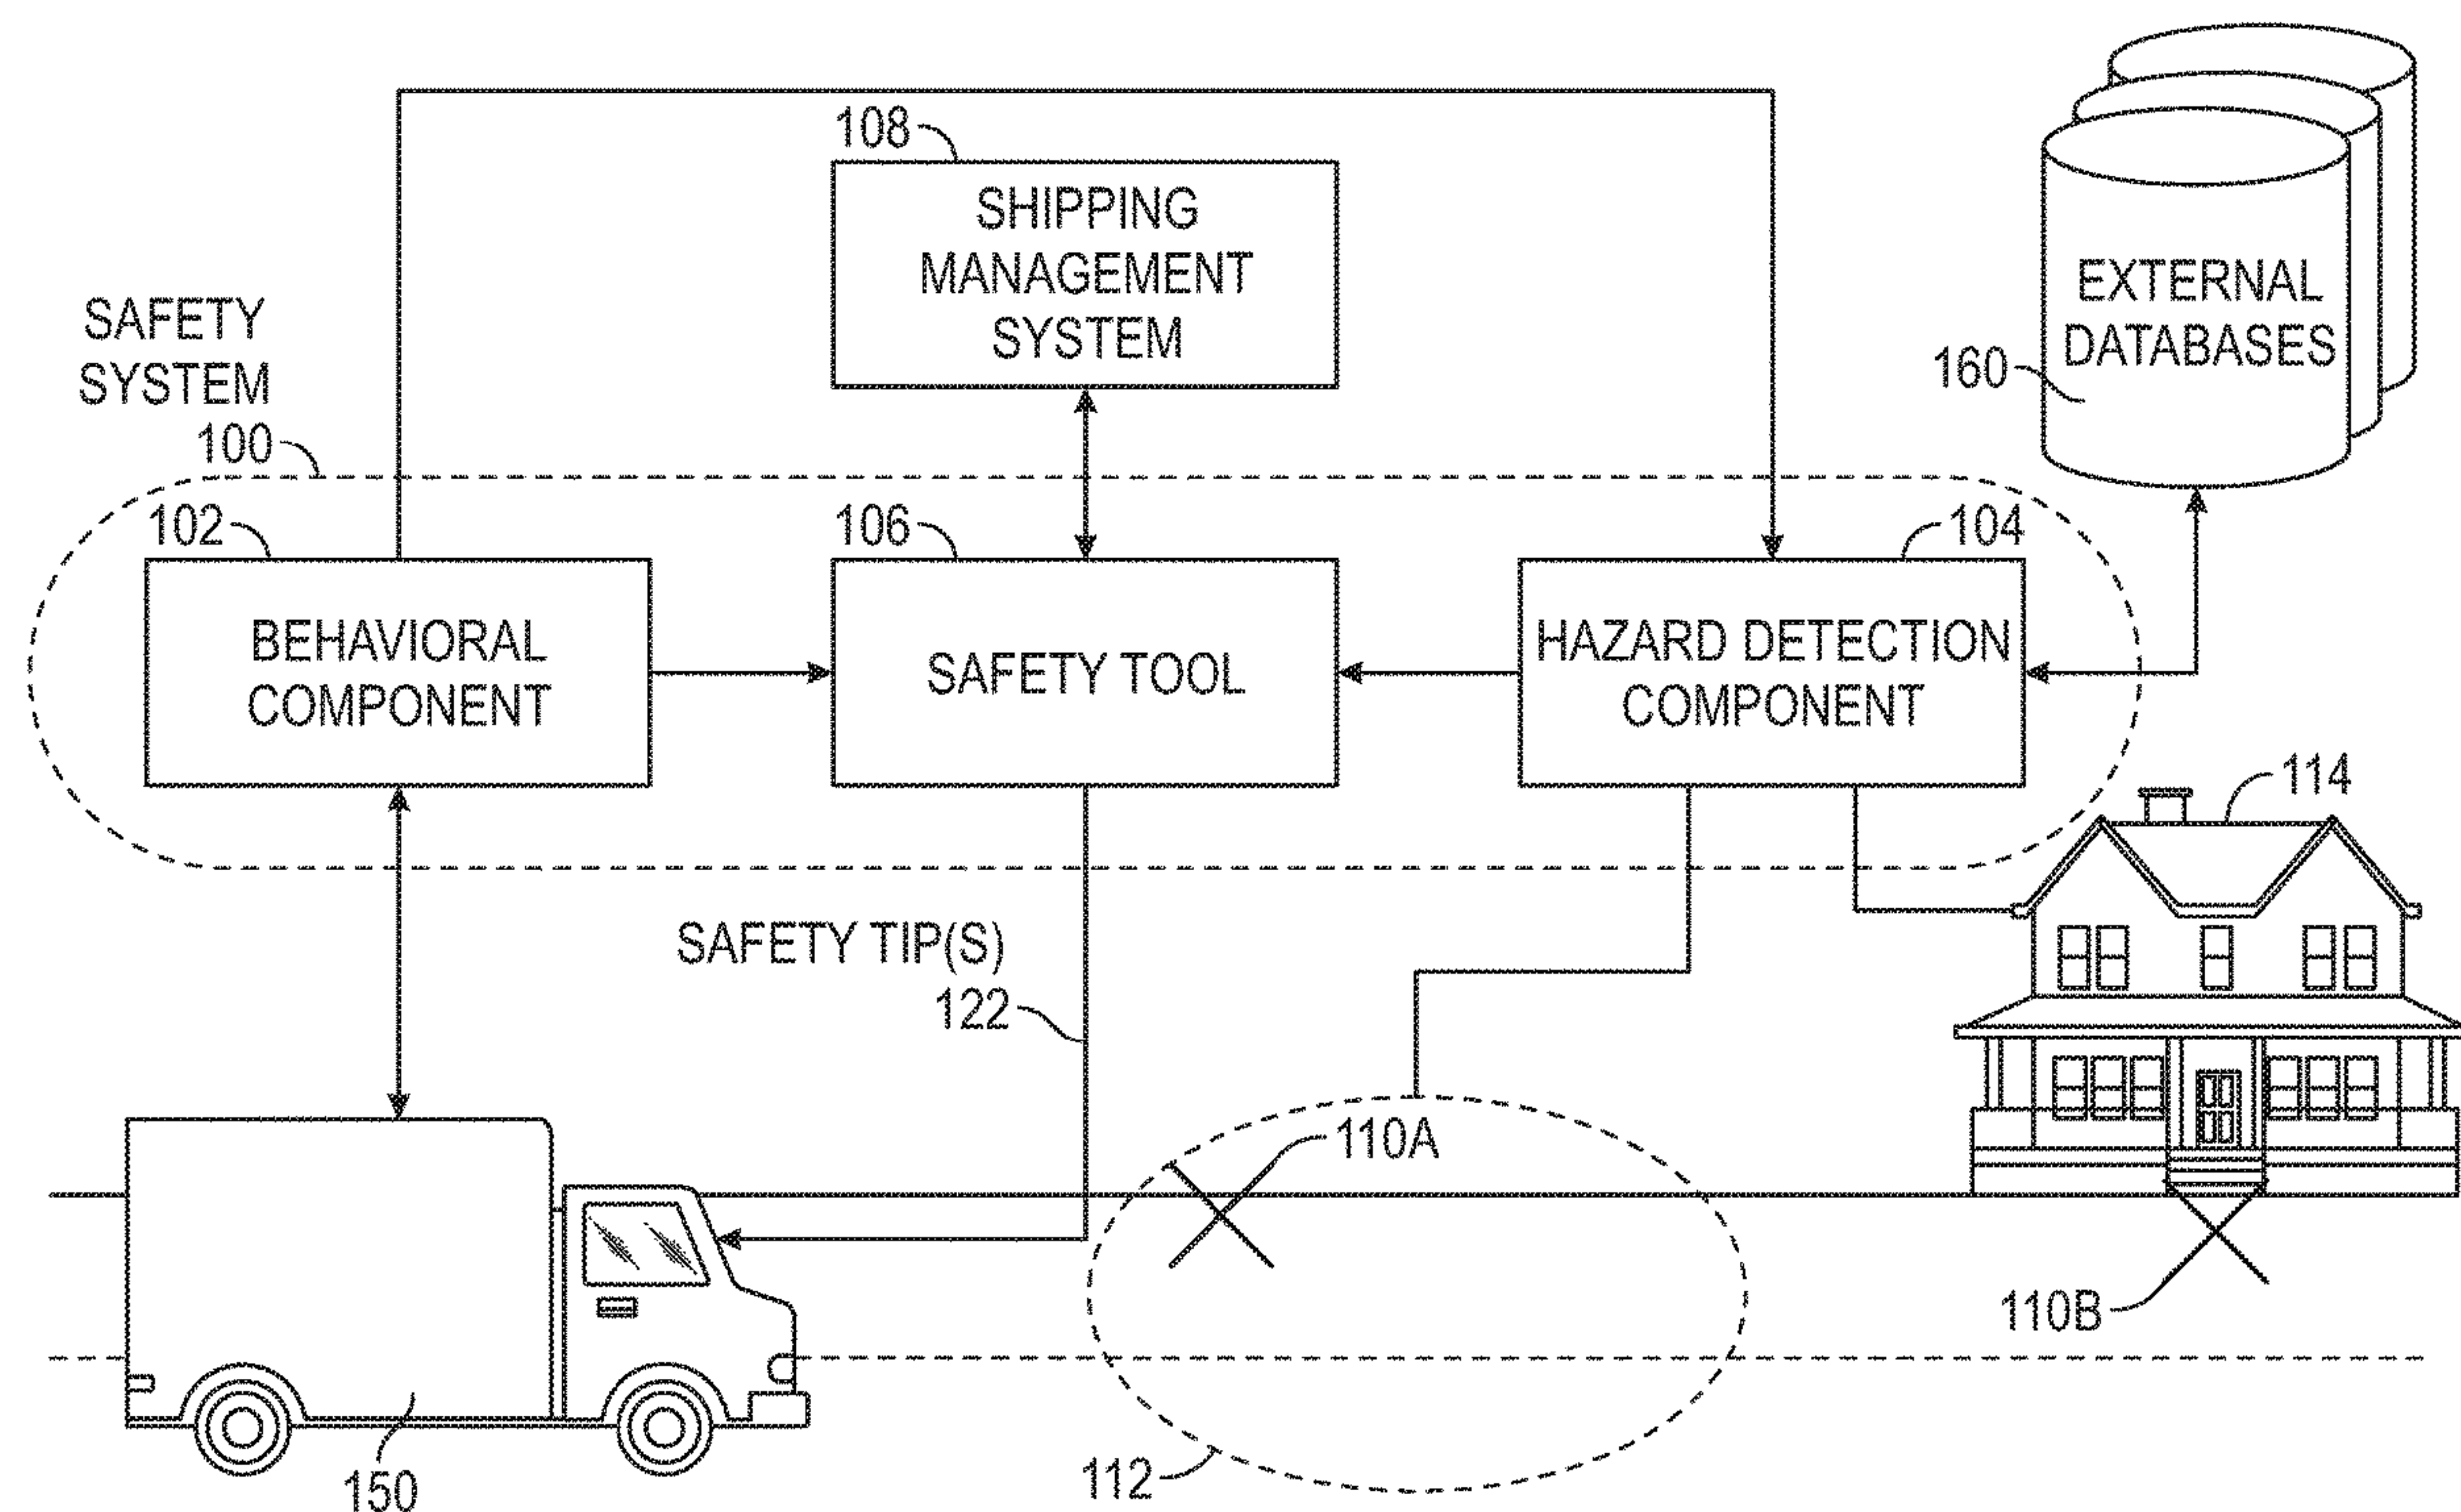 108
SHIPPING
MANAGEMENT
SYSTEM
EXTERNAL
DATABASES
160
SAFETY
SYSTEM
100
102
BEHAVIORAL
COMPONENT
106
SAFETY TOOL
104
HAZARD DETECTION
COMPONENT
114
SAFETY TIP(S)
122
110A
110B
112
150